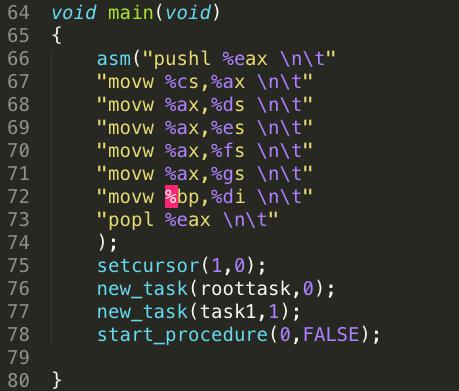 64 void main(void)
65 {
66 asm("pushl %eax \n\t"
67 "movw %cs,%ax \n\t"
68 "movw %ax,%ds \n\t"
69 "movw %ax,%es \n\t"
70 "movw %ax,%fs \n\t"
71 "movw %ax,%gs \n\t"
72 "movw %bp,%di \n\t"
73 "popl %eax \n\t"
74 );
75 setcursor(1,0);
76 new_task(roottask,0);
77 new_task(task1,1);
78 start_procedure(0,FALSE);
79
80 }